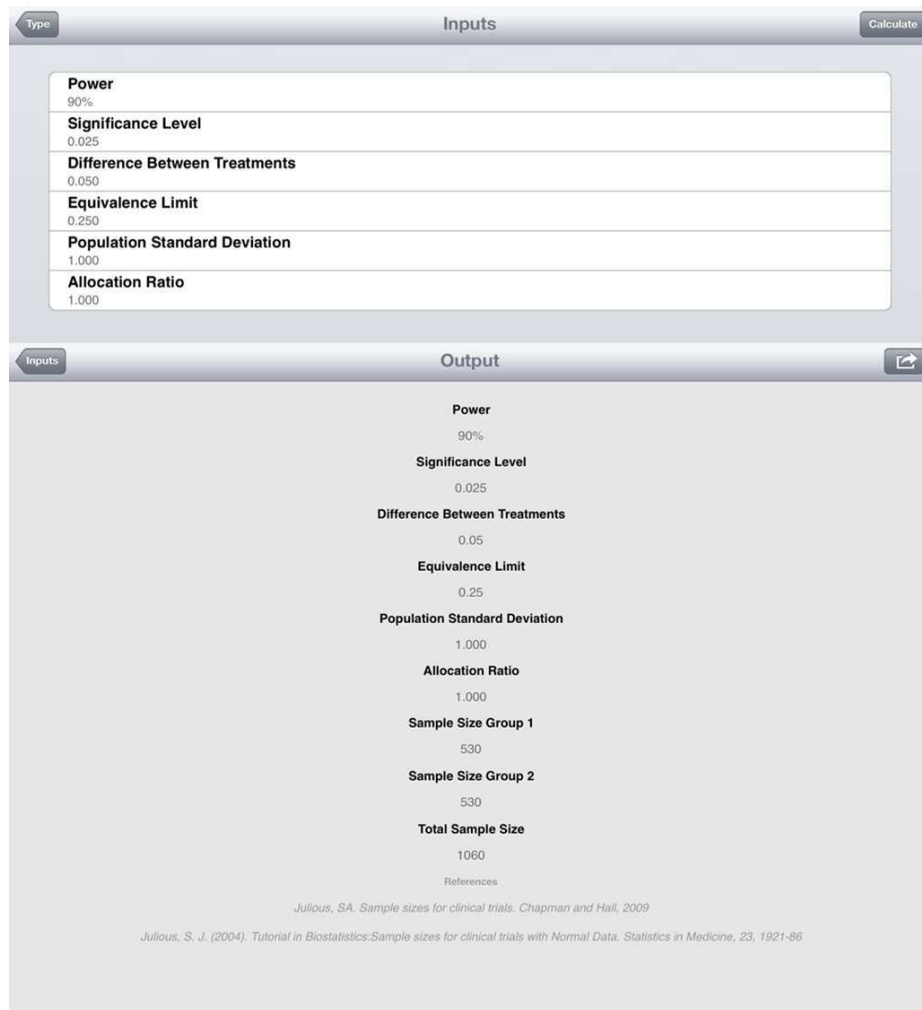 Type
Inputs
Calculate
Power
90%
Significance Level
0.025
Difference Between Treatments
0.050
Equivalence Limit
0.250
Population Standard Deviation
1.000
Allocation Ratio
1.000
Inputs
Output
Power
90%
Significance Level
0.025
Difference Between Treatments
0.05
Equivalence Limit
0.25
Population Standard Deviation
1.000
Allocation Ratio
1.000
Sample Size Group 1
530
Sample Size Group 2
530
Total Sample Size
1060
References
Julious, SA. Sample sizes for clinical trials. Chapman and Hall, 2009
Julious, S. J. (2004). Tutorial in Biostatistics:Sample sizes for clinical trials with Normal Data. Statistics in Medicine, 23, 1921-86